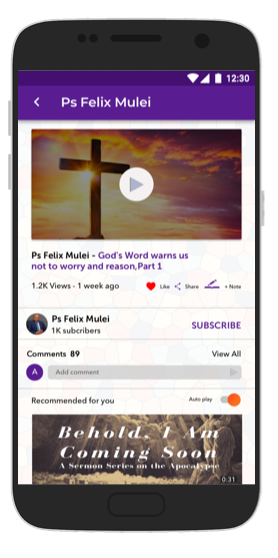 12:30
Ps Felix Mulei
Ps Felix Mulei - God's Word warns us
not to worry and reason,Part 1
1.2K Views - 1 week ago Like Share + Note
Ps Felix Mulei
1K subcribers
SUBSCRIBE
Comments 89 View All
A Add comment
Recommended for you Auto play
Behold, I Am
Coming Soon
A Sermon Series on the Apocalypse
0:31